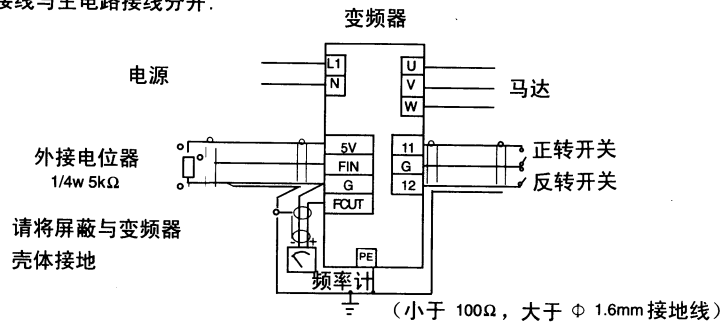 接线与主电路接线分开.
变频器
电源
L1
N
U
V
W
马达
外接电位器
1/4w 5kΩ
5V
FIN
G
FOUT
11
G
12
正转开关
反转开关
请将屏蔽与变频器
壳体接地
- +
频率计
PE
(小于 100Ω, 大于 Φ 1.6mm 接地线)